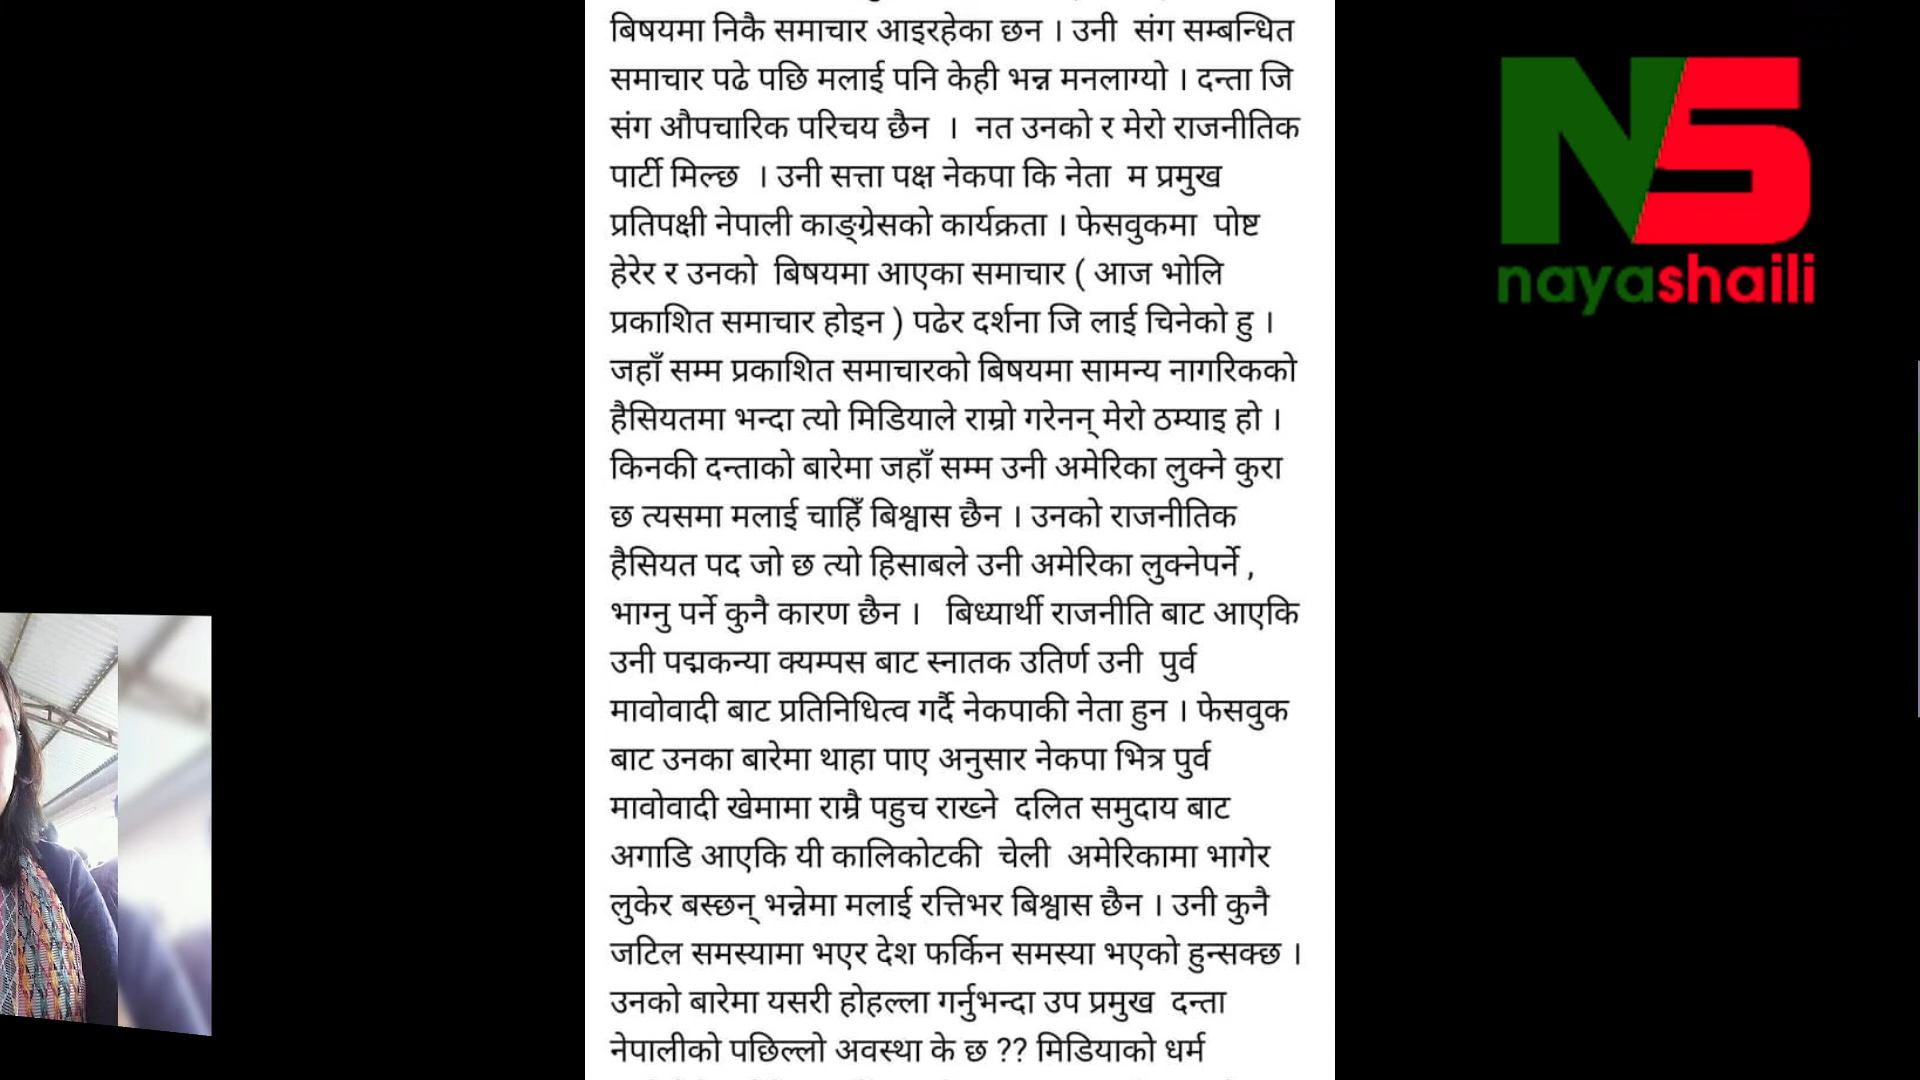 बिषयमा निकै समाचार आइरहेका छन । उनी संग सम्बन्धित
समाचार पढे पछि मलाई पनि केही भन्न मनलाग्यो । दन्ता जि
संग औपचारिक परिचय छैन । नत उनको र मेरो राजनीतिक
पार्टी मिल्छ । उनी सत्ता पक्ष नेकपा कि नेता म प्रमुख
प्रतिपक्षी नेपाली काङ्ग्रेसको कार्यक्रता । फेसवुकमा पोष्ट
हेरेर र उनको बिषयमा आएका समाचार ( आज भोलि
प्रकाशित समाचार होइन ) पढेर दर्शना जि लाई चिनेको हु ।
जहाँ सम्म प्रकाशित समाचारको बिषयमा सामन्य नागरिकको
हैसियतमा भन्दा त्यो मिडियाले राम्रो गरेनन् मेरो ठम्याइ हो ।
किनकी दन्ताको बारेमा जहाँ सम्म उनी अमेरिका लुक्ने कुरा
छ त्यसमा मलाई चाहिँ बिश्वास छैन । उनको राजनीतिक
हैसियत पद जो छ त्यो हिसाबले उनी अमेरिका लुक्नेपर्ने ,
भाग्नु पर्ने कुनै कारण छैन । बिध्यार्थी राजनीति बाट आएकि
उनी पद्मकन्या क्यम्पस बाट स्नातक उतिर्ण उनी पुर्व
मावोवादी बाट प्रतिनिधित्व गर्दै नेकपाकी नेता हुन । फेसवुक
बाट उनका बारेमा थाहा पाए अनुसार नेकपा भित्र पुर्व
मावोवादी खेमामा राम्रै पहुच राख्ने दलित समुदाय बाट
अगाडि आएकि यी कालिकोटकी चेली अमेरिकामा भागेर
लुकेर बस्छन् भन्नेमा मलाई रत्तिभर बिश्वास छैन । उनी कुनै
जटिल समस्यामा भएर देश फर्किन समस्या भएको हुन्सक्छ ।
उनको बारेमा यसरी होहल्ला गर्नुभन्दा उप प्रमुख दन्ता
नेपालीको पछिल्लो अवस्था के छ ?? मिडियाको धर्म
NS
nayashaili